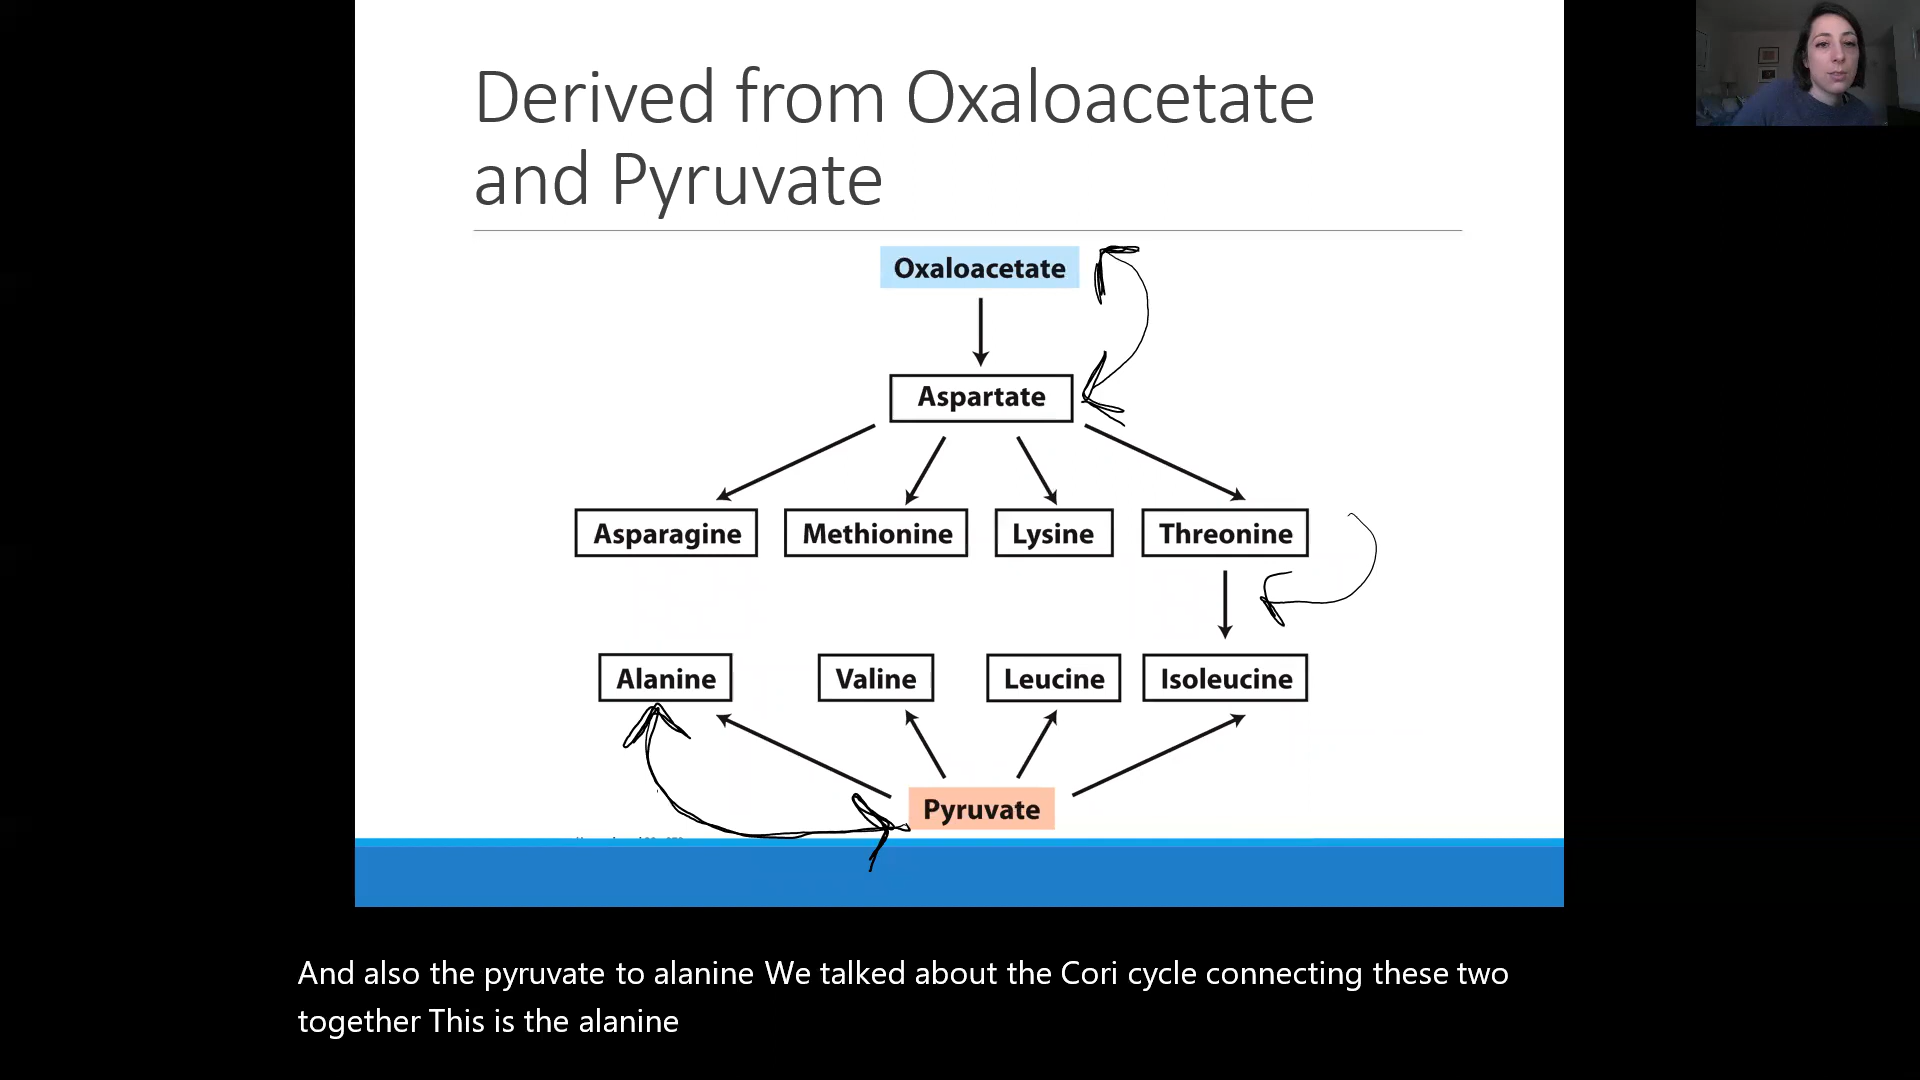 Derived from Oxaloacetate
and Pyruvate
Oxaloacetate
Aspartate
Asparagine Methionine Lysine Threonine
Alanine Valine Leucine Isoleucine
Pyruvate
And also the pyruvate to alanine We talked about the Cori cycle connecting these two
together This is the alanine